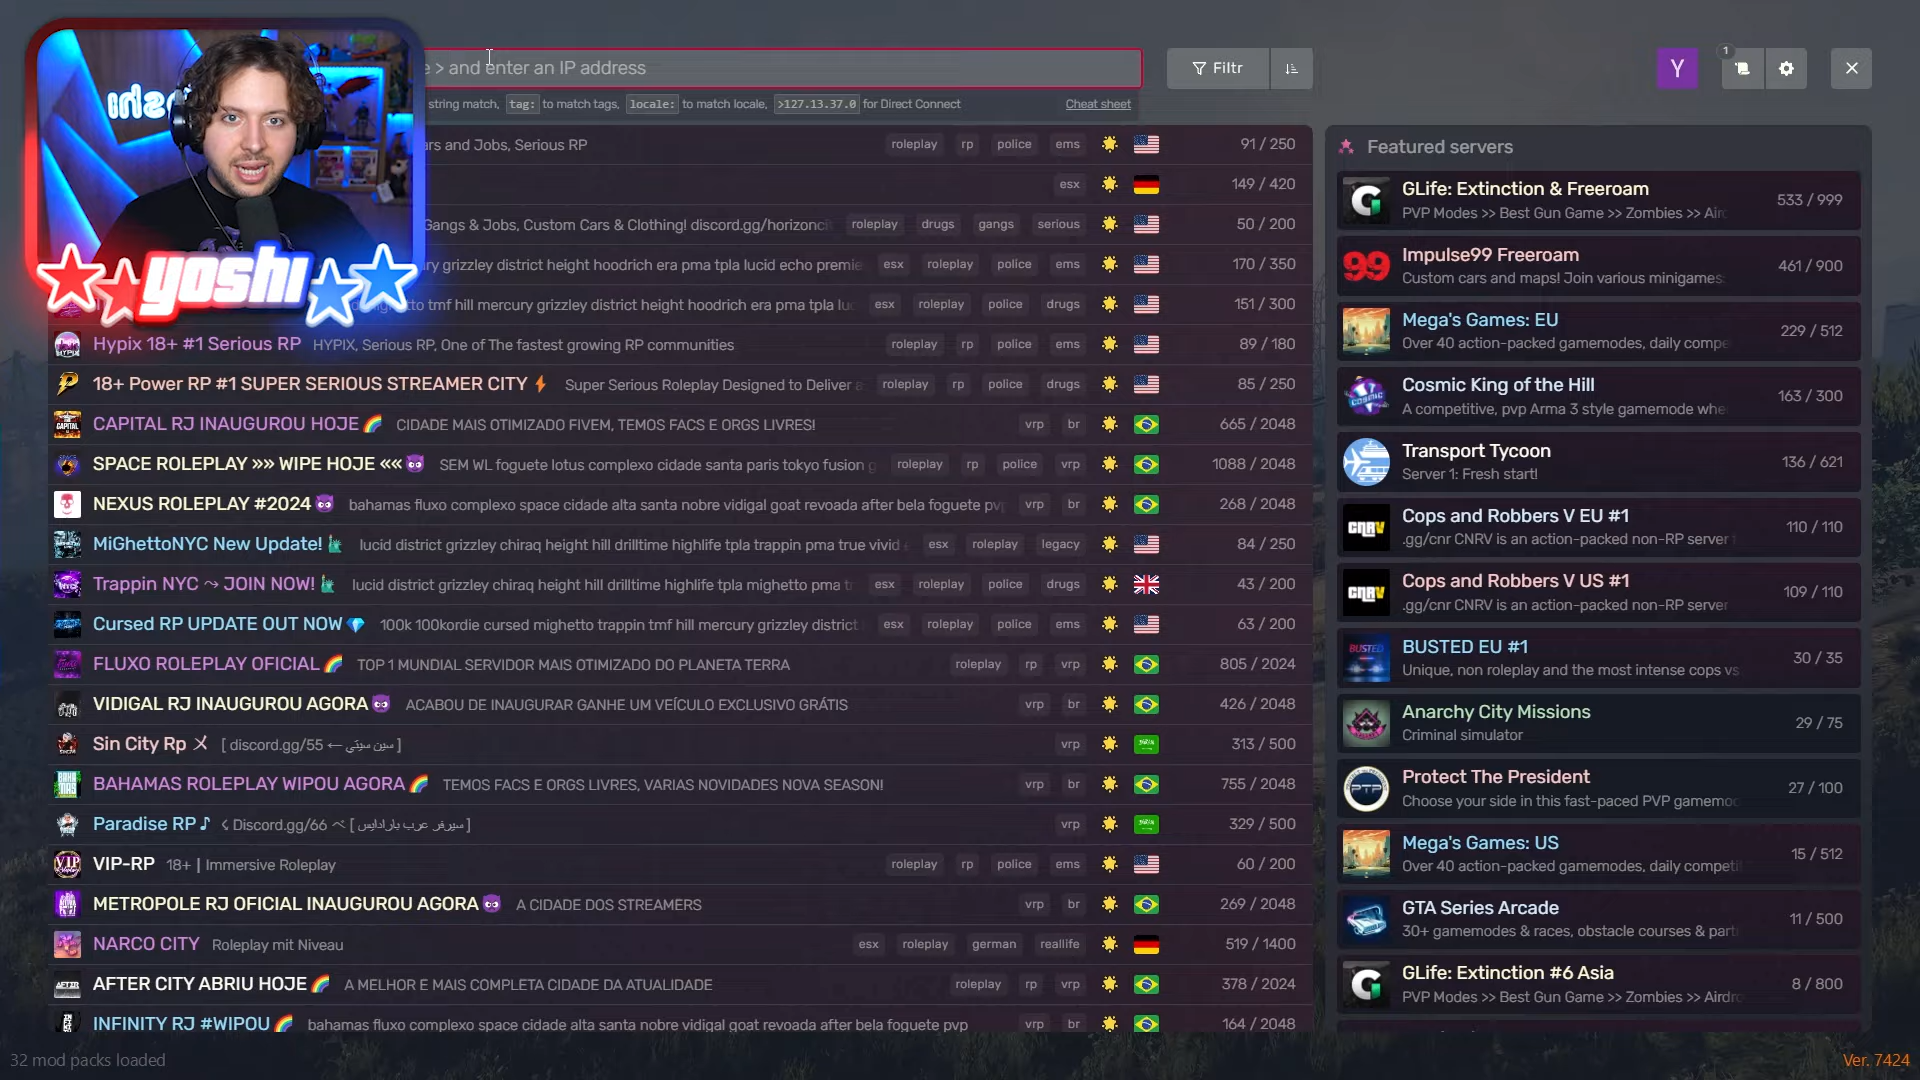 yoshi
> and enter an IP address
Filtr
Y
1
string match, tag: to match tags, locale: to match locale, >127.13.37.0 for Direct Connect
Cheat sheet
and Jobs, Serious RP roleplay rp police ems 91 / 250
esx 149 / 420
Gangs & Jobs, Custom Cars & Clothing| roleplay drugs gangs serious 50 / 200
grizzley district height hoodrich era pma tpla lucid echo esx roleplay police ems 170 / 350
tmf hill mercury grizzley district height hoodrich era pma tpla esx roleplay police drugs 151 / 300
Hypix 18+ #1 Serious RP HYPIX, Serious RP, One of The fastest growing RP communities roleplay rp police ems 89 / 180
18+ Power RP #1 SUPER SERIOUS STREAMER CITY Super Serious Roleplay Designed to Deliver roleplay rp police drugs 85 / 250
CAPITAL RJ INAUGUROU HOJE CIDADE MAIS OTIMIZADO FIVEM, TEMOS FACS E ORGS LIVRES! vrp br 665 / 2048
SPACE ROLEPLAY »»» WIPE HOJE ««« SEM WL foguete lotus complexo cidade santa paris tokyo fusion roleplay rp police vrp 1088 / 2048
NEXUS ROLEPLAY #2024 bahamas fluxo complexo space cidade alta santa nobre vidigal goat revoada after bela foguete vrp br 268 / 2048
MiGhettoNYC New Update! lucid district grizzley chiraq height hill drilltime highlife tpla trappin pma true vivid esx roleplay legacy 84 / 250
Trappin NYC ⤳ JOIN NOW! lucid district grizzley chiraq height hill drilltime highlife tpla mighetto pma esx roleplay police drugs 43 / 200
Cursed RP UPDATE OUT NOW 100k 100kordie cursed mighetto trappin tmf hill mercury grizzley district esx roleplay police ems 63 / 200
FLUXO ROLEPLAY OFICIAL TOP 1 MUNDIAL SERVIDOR MAIS OTIMIZADO DO PLANETA TERRA roleplay rp vrp 805 / 2024
VIDIGAL RJ INAUGUROU AGORA ACABOU DE INAUGURAR GANHE UM VEÍCULO EXCLUSIVO GRÁTIS vrp br 426 / 2048
Sin City Rp [ discord.gg/55 ← سين سيتي ] vrp 313 / 500
BAHAMAS ROLEPLAY WIPOU AGORA TEMOS FACS E ORGS LIVRES, VARIAS NOVIDADES NOVA SEASON! vrp br 755 / 2048
Paradise RP ♪ Discord.gg/66 [ سيرفر عرب بارادايس ] vrp 329 / 500
VIP-RP 18+ | Immersive Roleplay roleplay rp police ems 60 / 200
METROPOLE RJ OFICIAL INAUGUROU AGORA A CIDADE DOS STREAMERS vrp br 269 / 2048
NARCO CITY Roleplay mit Niveau esx roleplay german reallife 519 / 1400
AFTER CITY ABRIU HOJE A MELHOR E MAIS COMPLETA CIDADE DA ATUALIDADE roleplay rp vrp 378 / 2024
INFINITY RJ #WIPOU bahamas fluxo complexo space cidade alta santa nobre vidigal goat revoada after bela foguete pvp vrp br 164 / 2048
Featured servers
GLife: Extinction & Freeroam
PVP Modes >> Best Gun Game >> Zombies >> 533 / 999
Impulse99 Freeroam
Custom cars and maps! Join various minigames 461 / 900
Mega's Games: EU
Over 40 action-packed gamemodes, daily 229 / 512
Cosmic King of the Hill
A competitive, pvp Arma 3 style gamemode 163 / 300
Transport Tycoon
Server 1: Fresh start! 136 / 621
Cops and Robbers V EU #1
.gg/cnr CNRV is an action-packed non-RP server 110 / 110
Cops and Robbers V US #1
.gg/cnr CNRV is an action-packed non-RP server 109 / 110
BUSTED EU #1
Unique, non roleplay and the most intense cops vs 30 / 35
Anarchy City Missions
Criminal simulator 29 / 75
Protect The President
Choose your side in this fast-paced PVP 27 / 100
Mega's Games: US
Over 40 action-packed gamemodes, daily 15 / 512
GTA Series Arcade
30+ gamemodes & races, obstacle courses & 11 / 500
GLife: Extinction #6 Asia
PVP Modes >> Best Gun Game >> Zombies >> 8 / 800
32 mod packs loaded
Ver. 7424